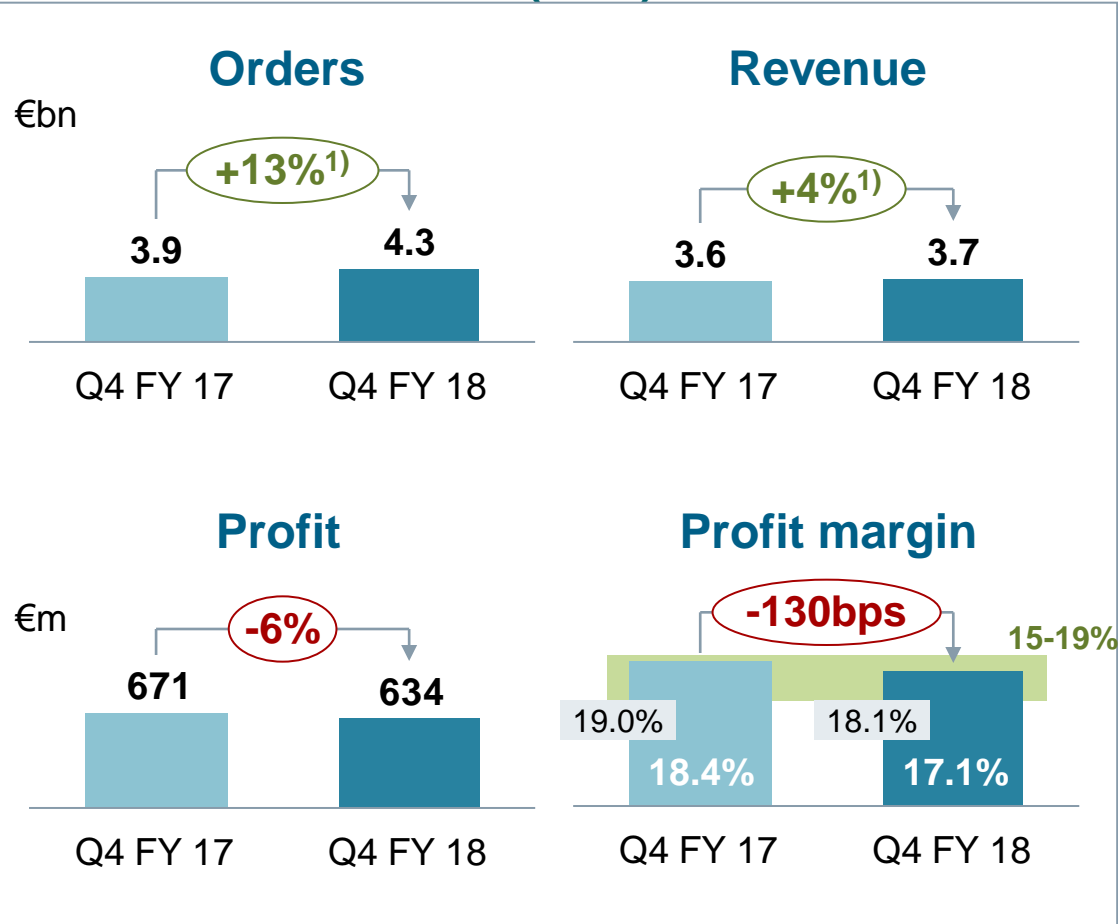 Orders
€bn
+13%1)
3.9
4.3
Q4 FY 17
Q4 FY 18
Revenue
+4%1)
3.6
3.7
Q4 FY 17
Q4 FY 18
Profit
€m
-6%
671
634
Q4 FY 17
Q4 FY 18
Profit margin
-130bps
15-19%
19.0%
18.1%
18.4%
17.1%
Q4 FY 17
Q4 FY 18